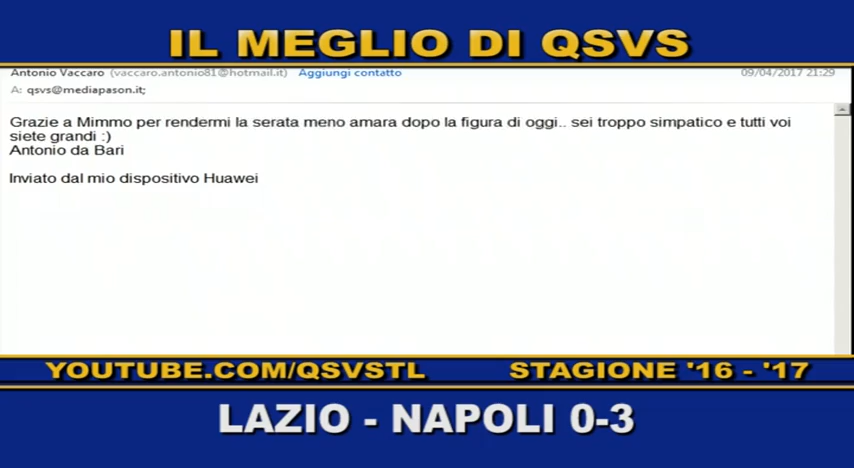 IL MEGLIO DI QSVS
Antonio Vaccaro (vaccaro.antonio81@hotmail.it) Aggiungi contatto 09/04/2017 21:29
A: qsvs@mediapason.it;
Grazie a Mimmo per rendermi la serata meno amara dopo la figura di oggi.. sei troppo simpatico e tutti voi
siete grandi :)
Antonio da Bari
Inviato dal mio dispositivo Huawei
YOUTUBE.COM/QSVSTL STAGIONE '16 - '17
LAZIO - NAPOLI 0-3